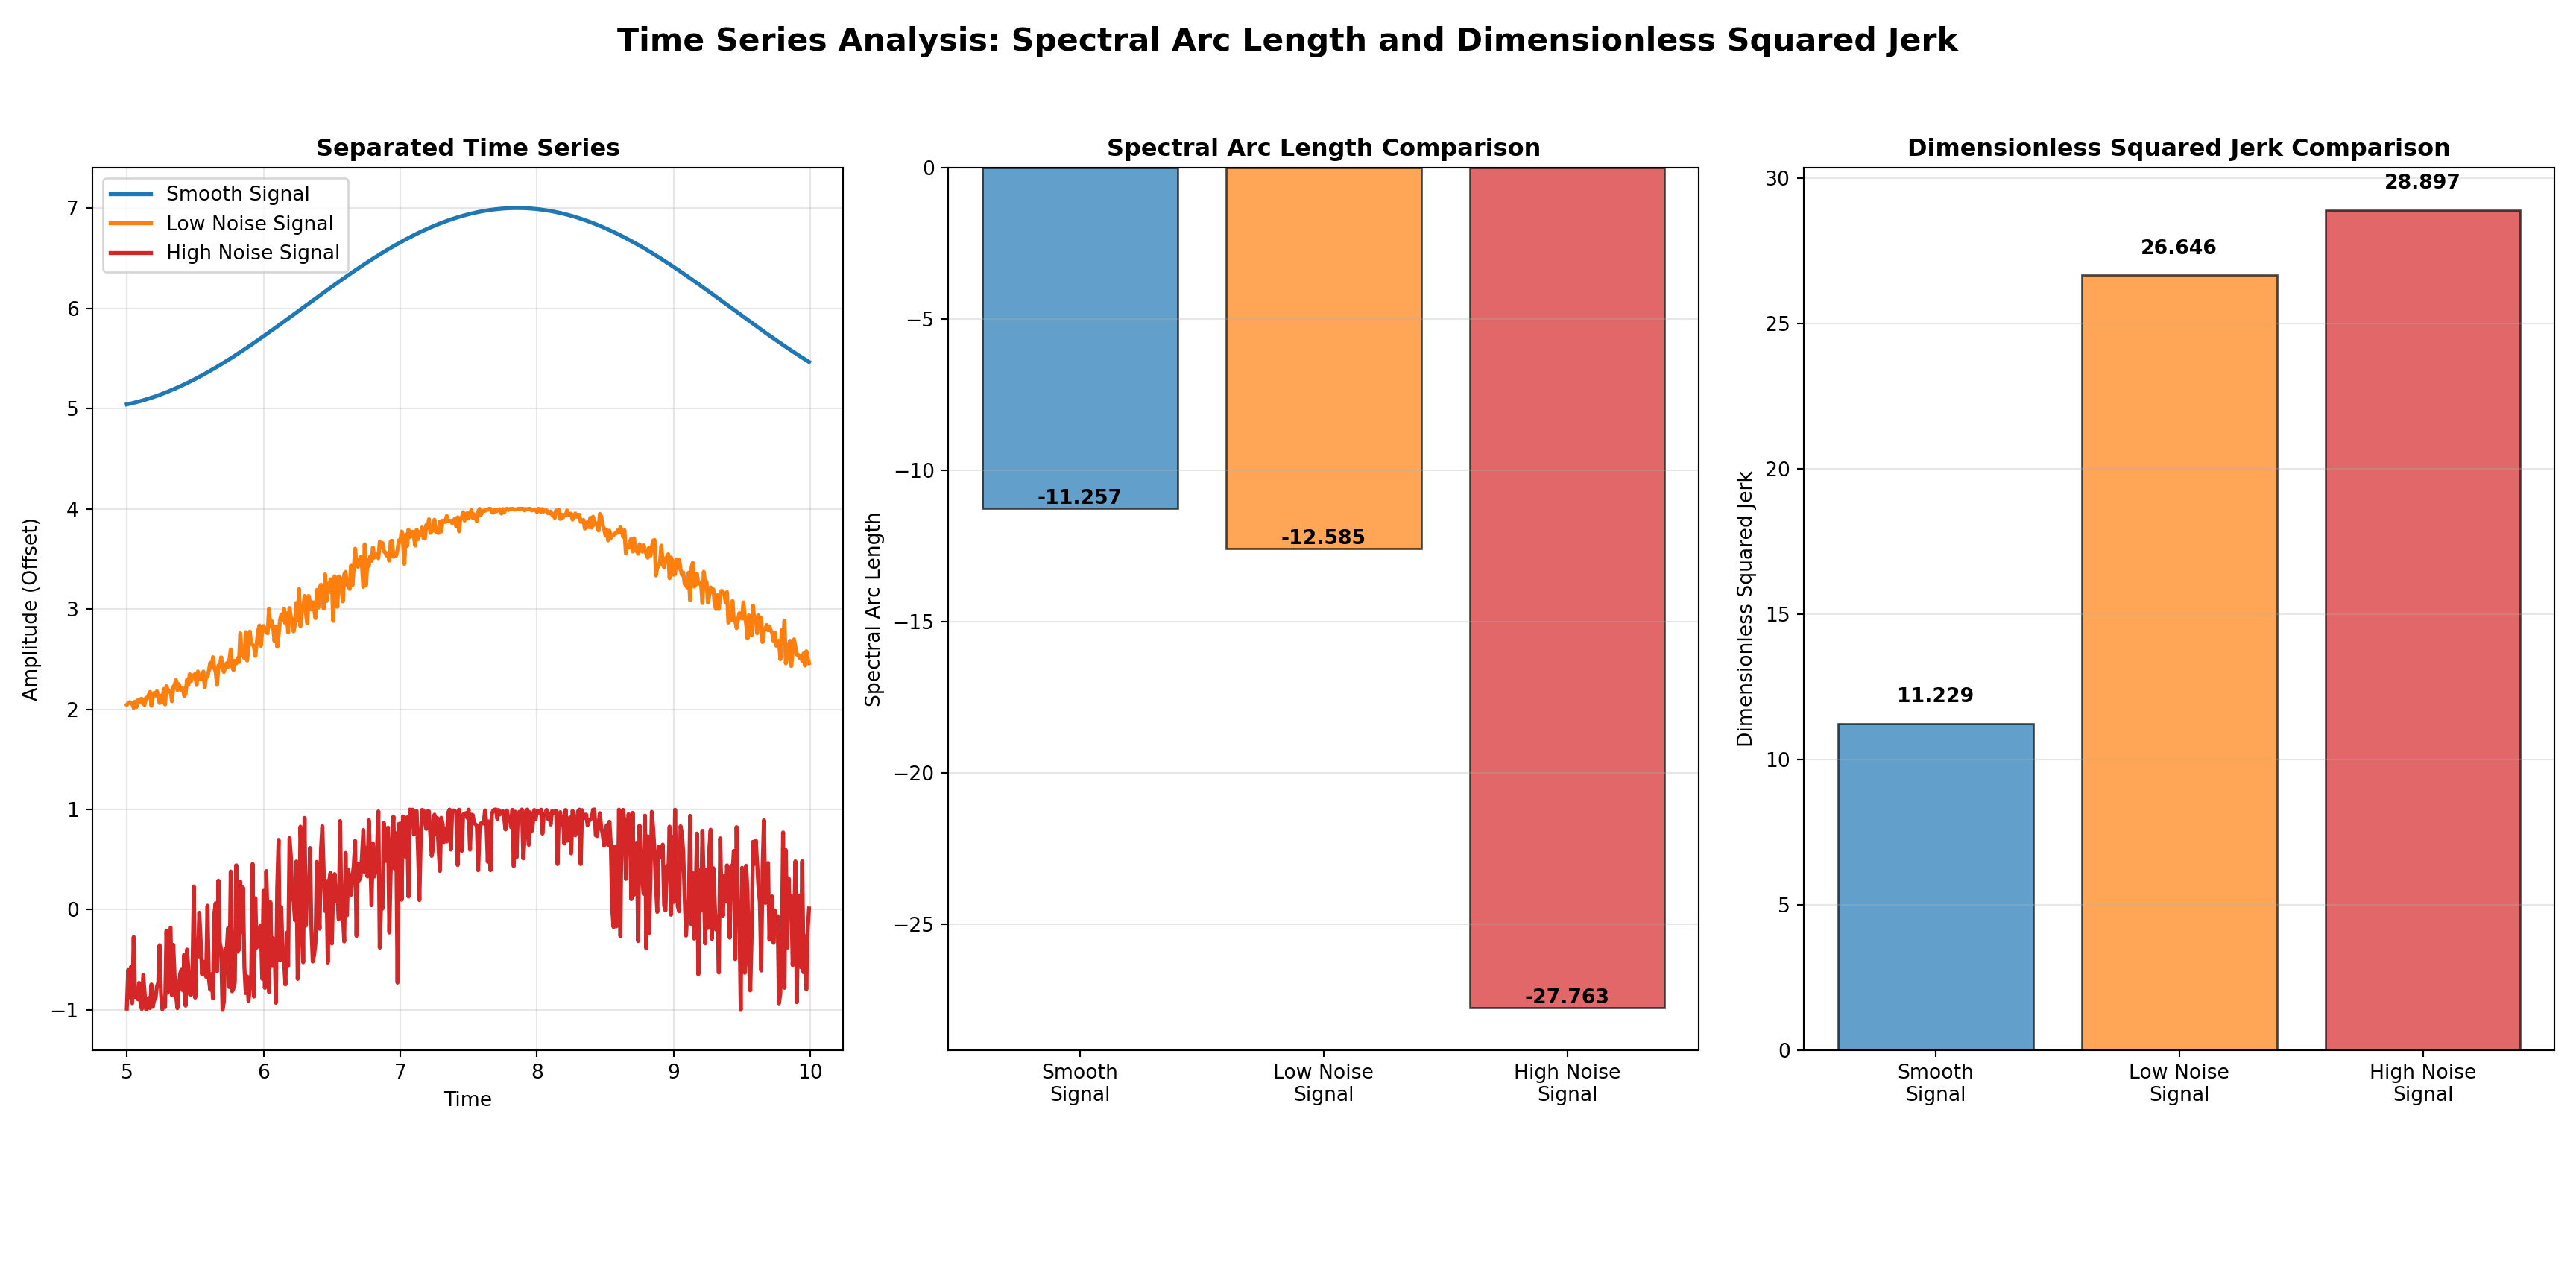 Time Series Analysis: Spectral Arc Length and Dimensionless Squared Jerk
Separated Time Series
Smooth Signal
Low Noise Signal
High Noise Signal
7
6
5
4
3
2
1
0
−1
Amplitude (Offset)
5 6 7 8 9 10
Time
Spectral Arc Length Comparison
0
−5
−10
−15
−20
−25
Spectral Arc Length
-11.257
-12.585
-27.763
Smooth
Signal
Low Noise
Signal
High Noise
Signal
Dimensionless Squared Jerk Comparison
30
25
20
15
10
5
0
Dimensionless Squared Jerk
11.229
26.646
28.897
Smooth
Signal
Low Noise
Signal
High Noise
Signal